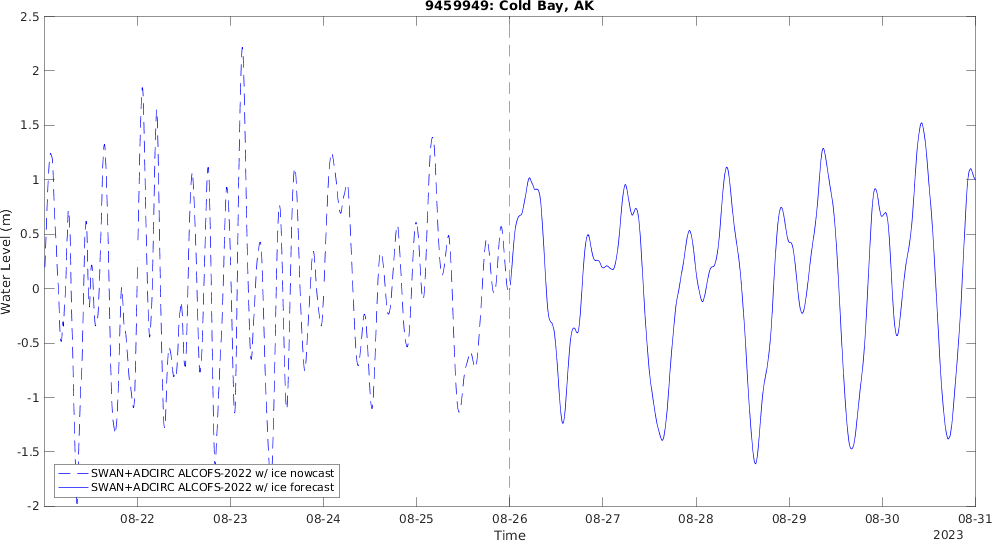 9459949: Cold Bay, AK
2.5
2
1.5
1
0.5
0
-0.5
-1
-1.5
-2
Water Level (m)
SWAN+ADCIRC ALCOFS-2022 w/ ice nowcast
SWAN+ADCIRC ALCOFS-2022 w/ ice forecast
08-22 08-23 08-24 08-25 08-26 08-27 08-28 08-29 08-30 08-31
Time
2023